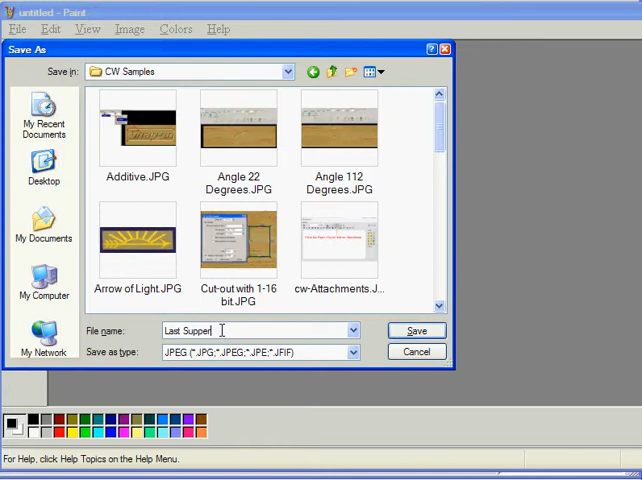 untitled - Paint
File Edit View Image Colors Help
Save As
Save in: CW Samples
My Recent
Documents
Desktop
My Documents
My Computer
My Network
Additive.JPG
Angle 22
Degrees.JPG
Angle 112
Degrees.JPG
Arrow of Light.JPG
Cut-out with 1-16
bit.JPG
cw-Attachments.J...
File name: Last Supper
Save
Save as type: JPEG (*.JPG;*.JPEG;*.JPE;*.JFIF)
Cancel
For Help, click Help Topics on the Help Menu.